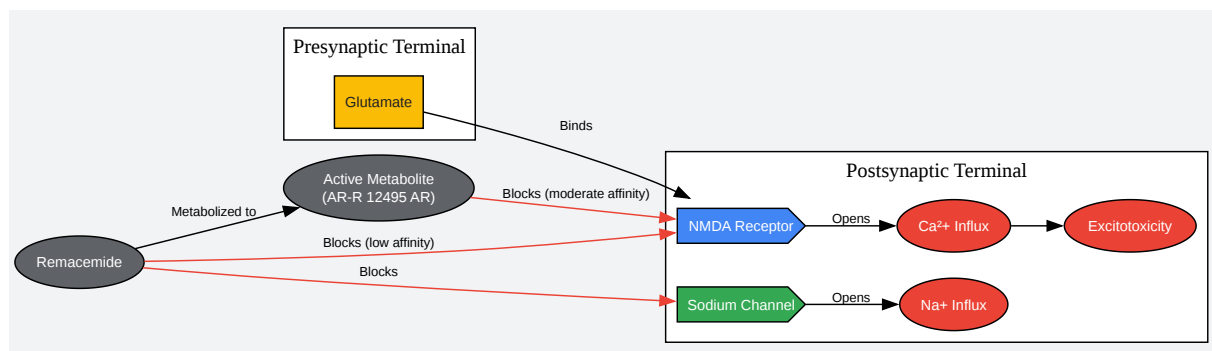 Presynaptic Terminal
Glutamate
Binds
Postsynaptic Terminal
Active Metabolite
(AR-R 12495 AR)
Blocks (moderate affinity)
Metabolized to
NMDA Receptor
Opens
Ca²+ Influx
Excitotoxicity
Blocks (low affinity)
Remacemide
Blocks
Sodium Channel
Opens
Na+ Influx